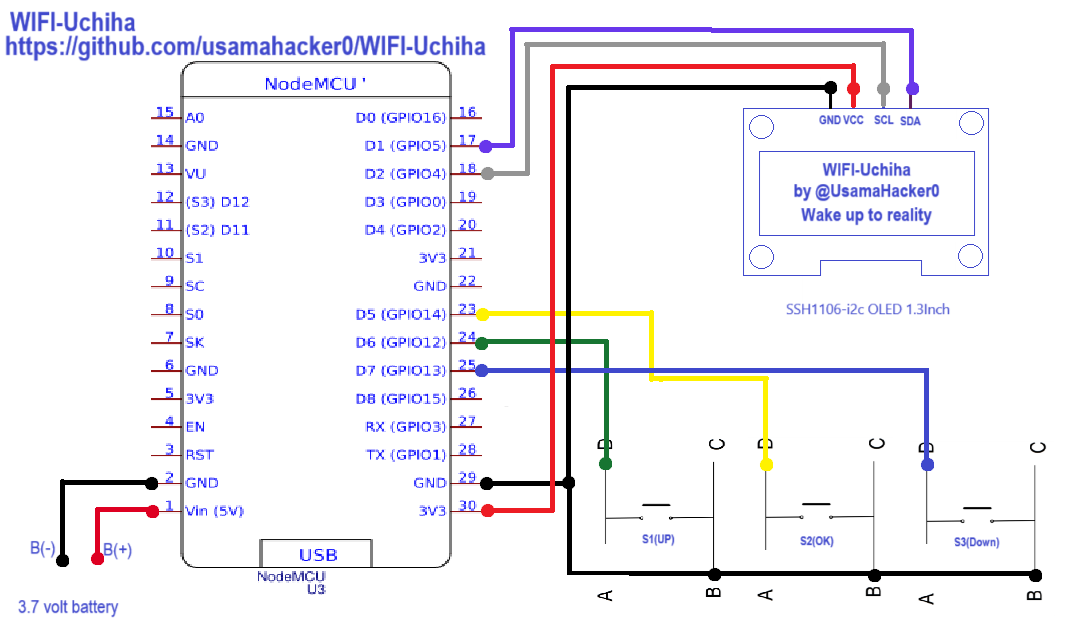 WIFI-Uchiha
https://github.com/usamahacker0/WIFI-Uchiha
NodeMCU '
15 A0
14 GND
13 VU
12 (S3) D12
11 (S2) D11
10 S1
9 SC
8 S0
7 SK
6 GND
5 3V3
4 EN
3 RST
2 GND
1 Vin (5V)
D0 (GPIO16) 16
D1 (GPIO5) 17
D2 (GPIO4) 18
D3 (GPIO0) 19
D4 (GPIO2) 20
3V3 21
GND 22
D5 (GPIO14) 23
D6 (GPIO12) 24
D7 (GPIO13) 25
D8 (GPIO15) 26
RX (GPIO3) 27
TX (GPIO1) 28
GND 29
3V3 30
USB
NodeMCU
U3
B(-)
B(+)
3.7 volt battery
GND VCC SCL SDA
WIFI-Uchiha
by @UsamaHacker0
Wake up to reality
SSH1106-i2c OLED 1.3Inch
D
C
D
C
D
C
S1(UP)
S2(OK)
S3(Down)
A
B
A
B
A
B